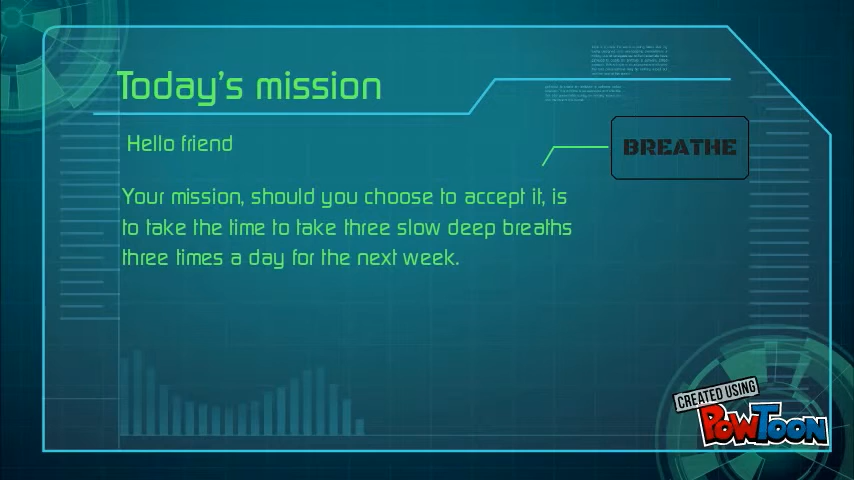 Today's mission
Hello friend
BREATHE
Your mission, should you choose to accept it, is
to take the time to take three slow deep breaths
three times a day for the next week.
CREATED USING
POWTOON